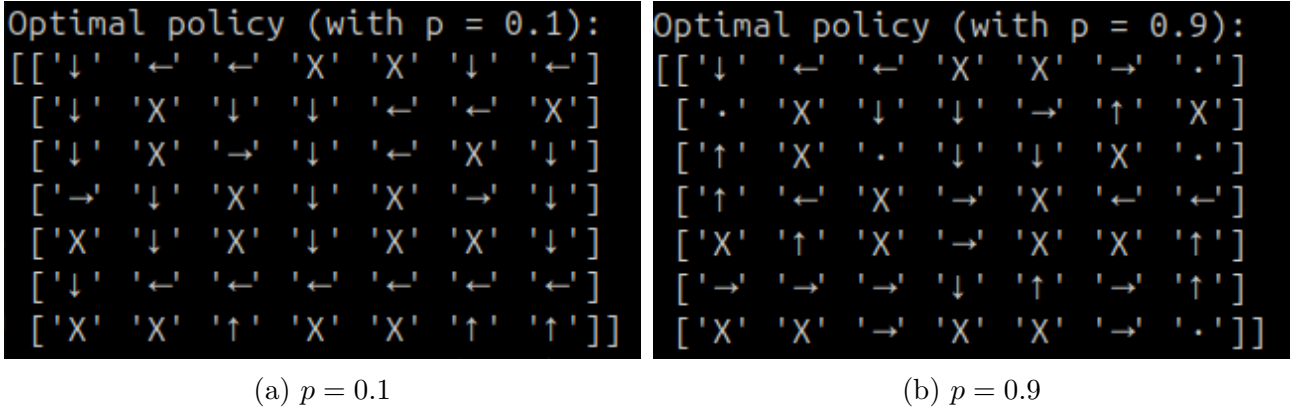 Optimal policy (with p = 0.1):
[['↓' '←' '←' 'X' 'X' '↓' '←']
['↓' 'X' '↓' '↓' '←' '←' 'X']
['↓' 'X' '→' '↓' '←' 'X' '↓']
['→' '↓' 'X' '↓' 'X' '→' '↓']
['X' '↓' 'X' '↓' 'X' 'X' '↓']
['↓' '←' '←' '←' '←' '←' '←']
['X' 'X' '↑' 'X' 'X' '↑' '↑']]
(a) p = 0.1
Optimal policy (with p = 0.9):
[['↓' '←' '←' 'X' 'X' '→' '·']
['·' 'X' '↓' '↓' '→' '↑' 'X']
['↑' 'X' '·' '↓' '↓' 'X' '·']
['↑' '←' 'X' '→' 'X' '←' '←']
['X' '↑' 'X' '→' 'X' 'X' '↑']
['→' '→' '→' '↓' '↑' '→' '↑']
['X' 'X' '→' 'X' 'X' '→' '·']]
(b) p = 0.9